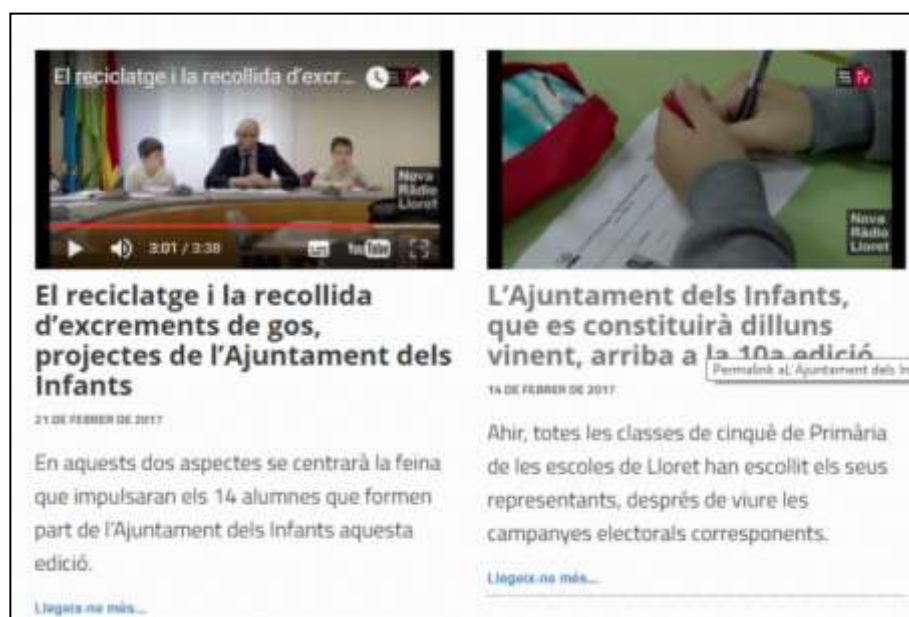 El reciclatge i la recollida d'excr...
Nova
Ràdio
Lloret
3:01 / 3:38
YouTube
El reciclatge i la recollida
d'excrements de gos,
projectes de l'Ajuntament dels
Infants
21 DE FEBRER DE 2017
En aquests dos aspectes se centrarà la feina
que impulsaran els 14 alumnes que formen
part de l'Ajuntament dels Infants aquesta
edició.
Llegeix-ne més...
Tv
Nova
Ràdio
Lloret
L'Ajuntament dels Infants,
que es constituirà dilluns
vinent, arriba a la 10a edició
Permalink aL'Ajuntament dels In
14 DE FEBRER DE 2017
Ahir, totes les classes de cinquè de Primària
de les escoles de Lloret han escollit els seus
representants, després de viure les
campanyes electorals corresponents.
Llegeix-ne més...